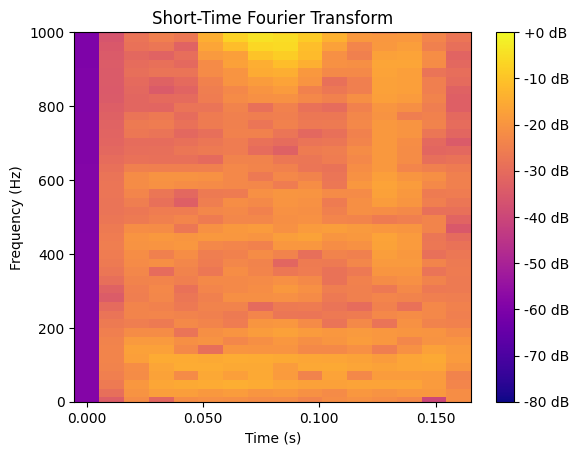 Short-Time Fourier Transform
Frequency (Hz)
1000
800
600
400
200
0
0.000
0.050
0.100
0.150
Time (s)
+0 dB
-10 dB
-20 dB
-30 dB
-40 dB
-50 dB
-60 dB
-70 dB
-80 dB